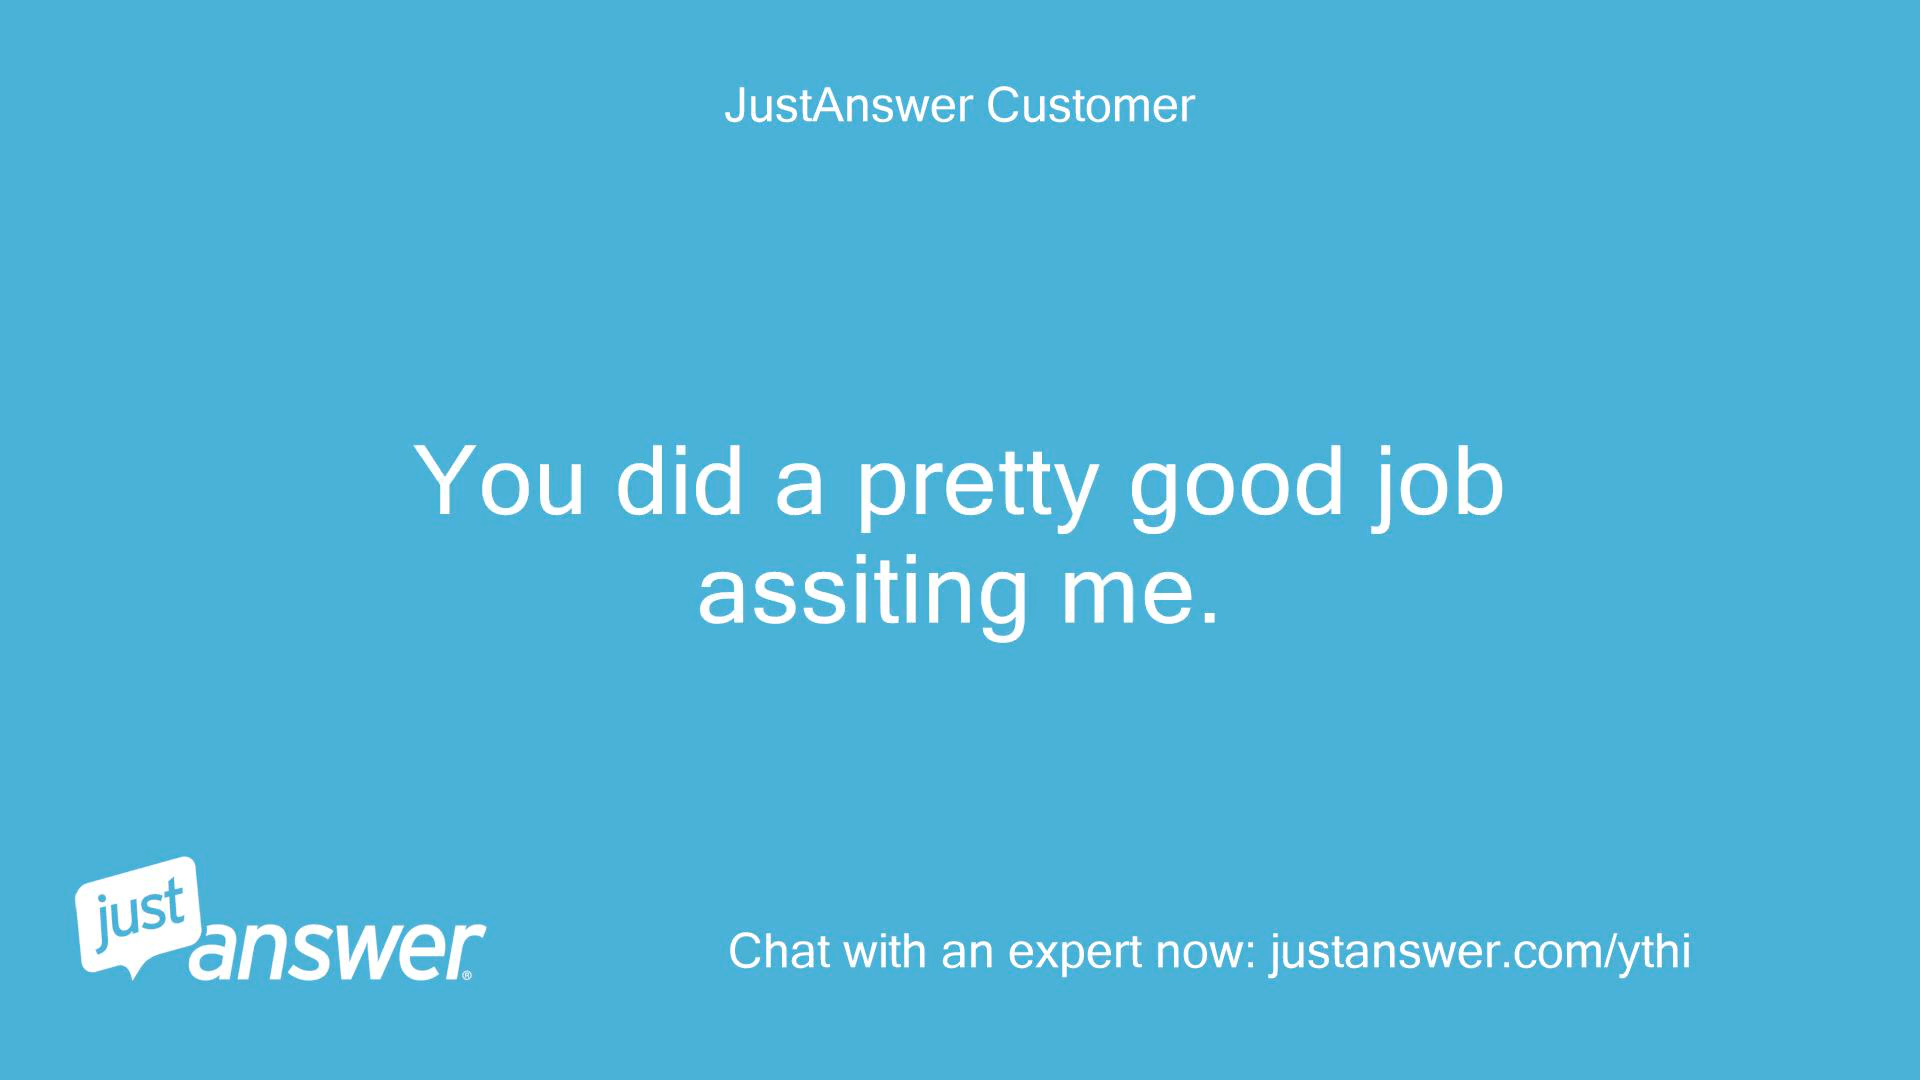 JustAnswer Customer
You did a pretty good job
assiting me.
just
answer®
Chat with an expert now: justanswer.com/ythi